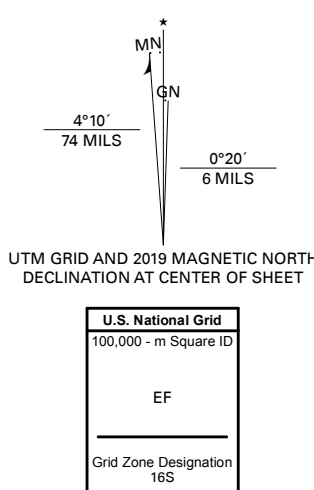 MN
GN
4°10´
74 MILS
0°20´
6 MILS
UTM GRID AND 2019 MAGNETIC NORTH
DECLINATION AT CENTER OF SHEET
U.S. National Grid
100,000 - m Square ID
EF
Grid Zone Designation
16S